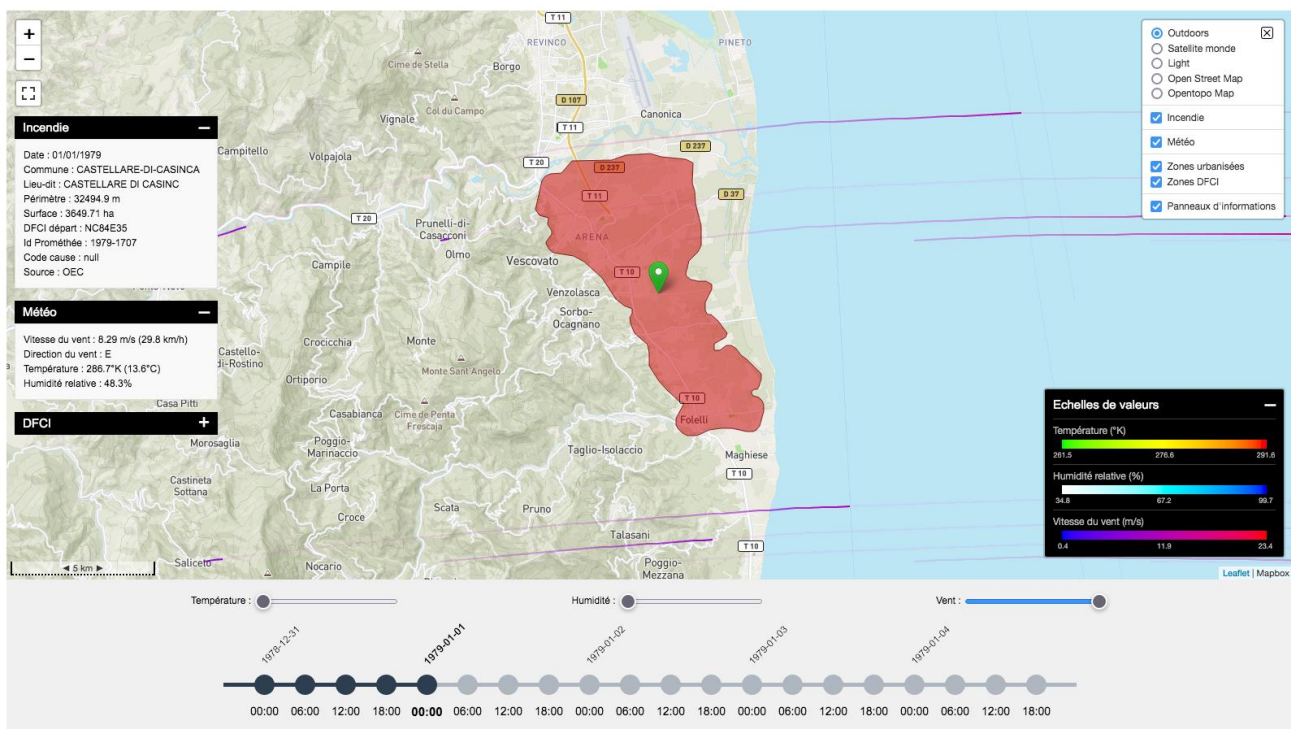 +
−
Incendie −
Date : 01/01/1979
Commune : CASTELLARE-DI-CASINCA
Lieu-dit : CASTELLARE DI CASINC
Périmètre : 32494.9 m
Surface : 3649.71 ha
DFCI départ : NC84E35
Id Prométhée : 1979-1707
Code cause : null
Source : OEC
Météo −
Vitesse du vent : 8.29 m/s (29.8 km/h)
Direction du vent : E
Température : 286.7°K (13.6°C)
Humidité relative : 48.3%
DFCI +
T 11
REVINCO
PINETO
Cime de Stella
Borgo
Col du Campo
D 107
Vignale
T 11
Canonica
Campitello
Volpajola
T 20
D 237
D 237
T 11
D 37
T 20
Prunelli-di-
Casacconi
ARENA
Olmo
Vescovato
Campile
T 10
Venzolasca
Sorbo-
Ocagnano
Crocicchia
Monte
Castello-
di-Rostino
Monte Sant'Angelo
Ortiporio
Casa Pitti
Casabianca
Cime de Penta
Frescaja
T 10
Folelli
Morosaglia
Poggio-
Marinaccio
Taglio-Isolaccio
Maghiese
T 10
Castineta
Sottana
La Porta
Croce
Scata
Pruno
Talasani
T 10
Saliceto
Nocario
Poggio-
Mezzana
◄ 5 km ►
Outdoors
Satellite monde
Light
Open Street Map
Opentopo Map
Incendie
Météo
Zones urbanisées
Zones DFCI
Panneaux d'informations
Echelles de valeurs −
Température (°K)
261.5 276.6 291.6
Humidité relative (%)
34.8 67.2 99.7
Vitesse du vent (m/s)
0.4 11.9 23.4
Leaflet | Mapbox
Température : Humidité : Vent :
1978-12-31 1979-01-01 1979-01-02 1979-01-03 1979-01-04
00:00 06:00 12:00 18:00 00:00 06:00 12:00 18:00 00:00 06:00 12:00 18:00 00:00 06:00 12:00 18:00 00:00 06:00 12:00 18:00